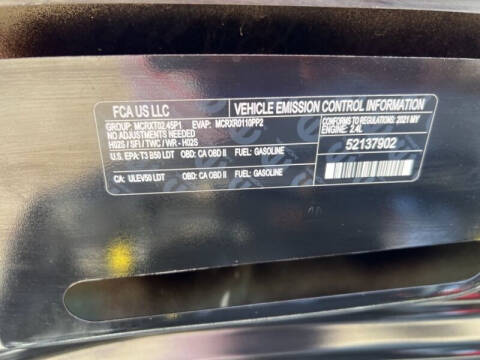 FCA US LLC VEHICLE EMISSION CONTROL INFORMATION
GROUP: MCRXT02.45P1 EVAP: MCRXR0110PP2 CONFORMS TO REGULATIONS: 2021 MY
NO ADJUSTMENTS NEEDED ENGINE: 2.4L
H02S / SFI / TWC / WR - H02S
52137902
U.S. EPA: T3 B50 LDT OBD: CA OBD II FUEL: GASOLINE
CA: ULEV50 LDT OBD: CA OBD II FUEL: GASOLINE